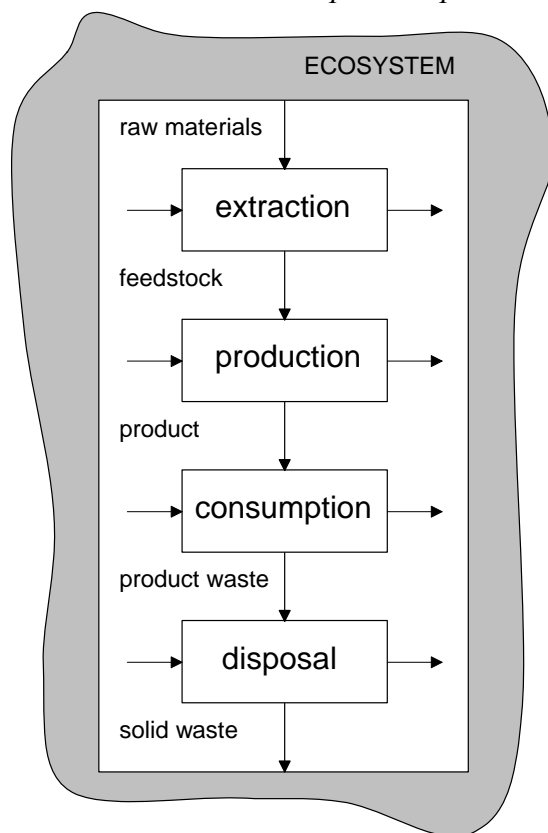 ECOSYSTEM
raw materials
extraction
feedstock
production
product
consumption
product waste
disposal
solid waste